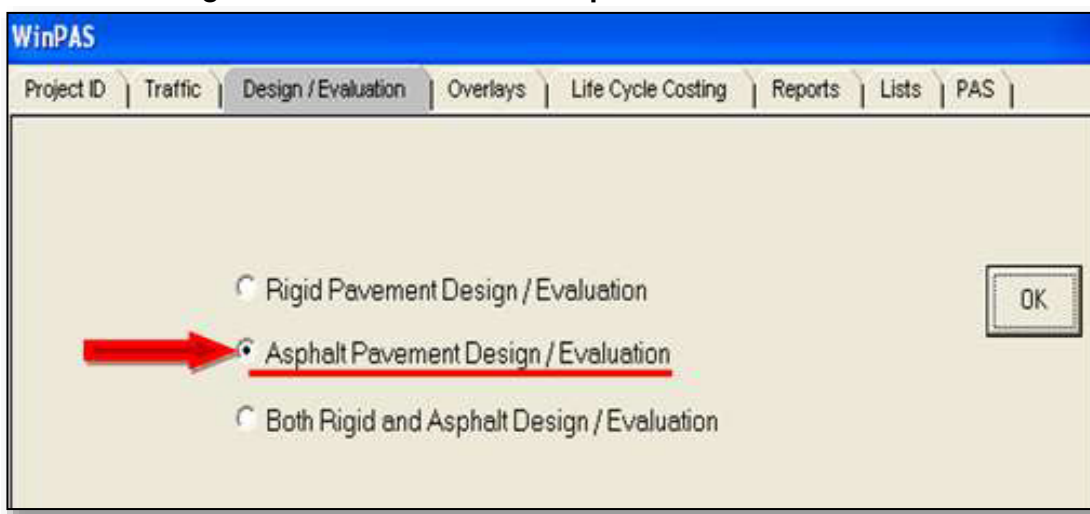 WinPAS
Project ID Traffic Design / Evaluation Overlays Life Cycle Costing Reports Lists PAS
Rigid Pavement Design / Evaluation
OK
Asphalt Pavement Design / Evaluation
Both Rigid and Asphalt Design / Evaluation